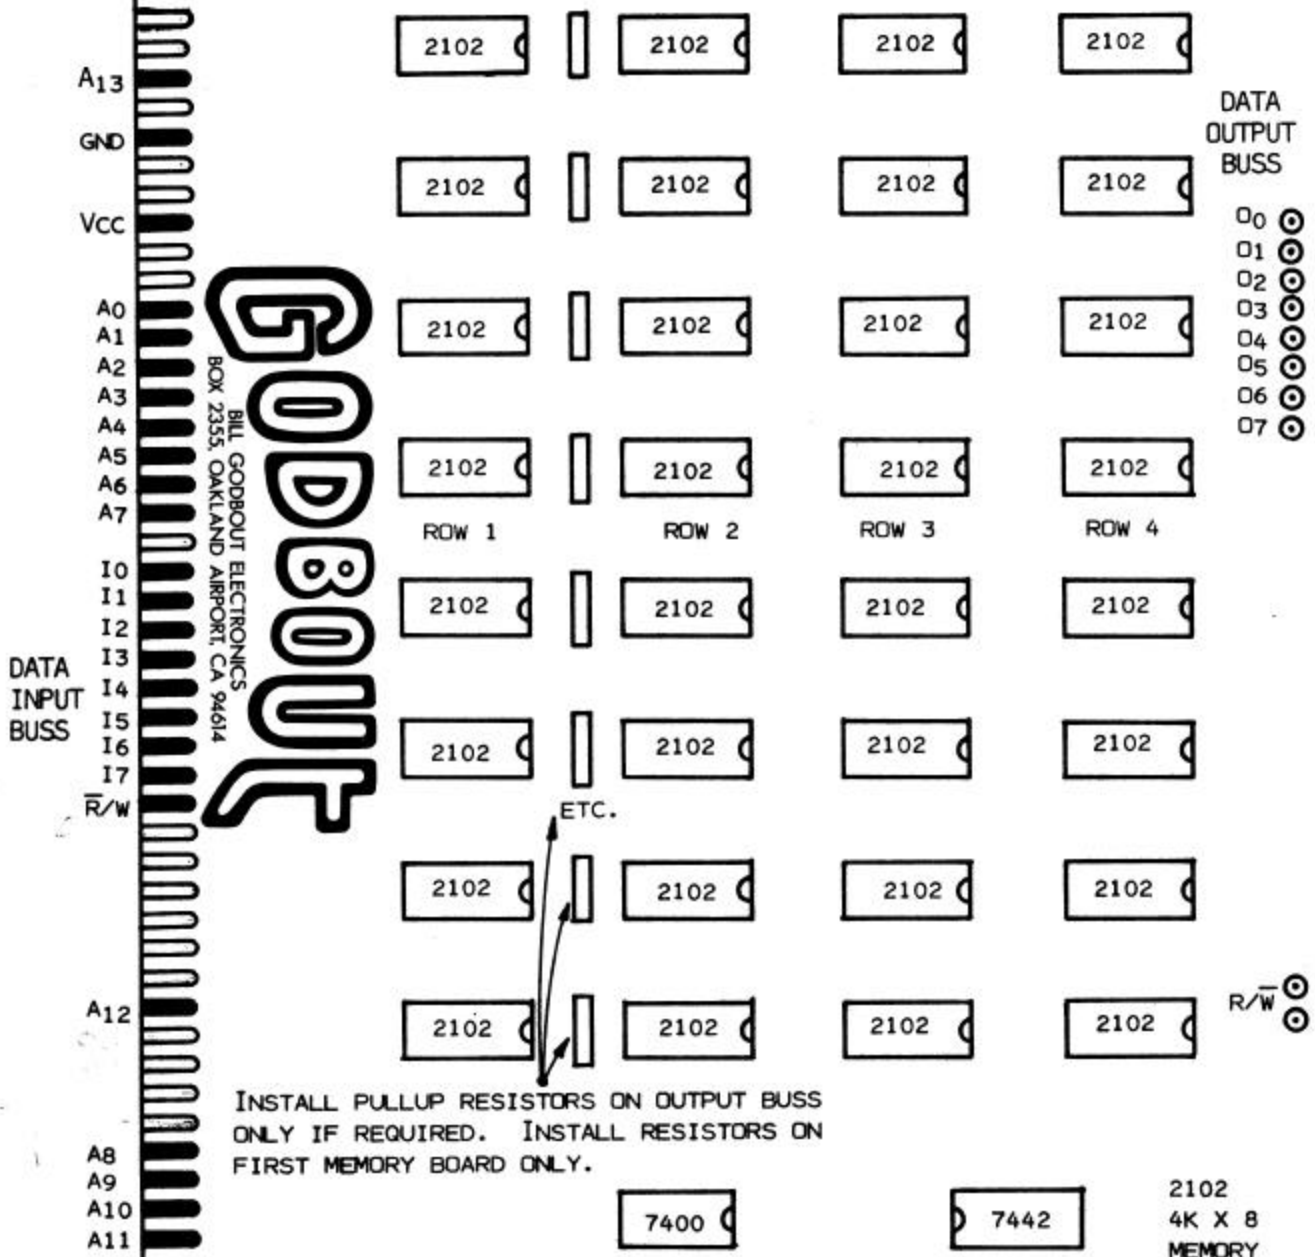 2102 2102 2102 2102
A13
DATA
OUTPUT
BUSS
GND
2102 2102 2102 2102
VCC
O0
O1
O2
O3
O4
O5
O6
O7
A0
A1
A2
A3
A4
A5
A6
A7
GODBOUT
BILL GODBOUT ELECTRONICS
BOX 2355, OAKLAND AIRPORT, CA 94614
2102 2102 2102 2102
2102 2102 2102 2102
ROW 1 ROW 2 ROW 3 ROW 4
I0
I1
I2
I3
I4
I5
I6
I7
R̅/W
DATA
INPUT
BUSS
2102 2102 2102 2102
2102 2102 2102 2102
ETC.
2102 2102 2102 2102
A12
2102 2102 2102 2102
R/W̅
INSTALL PULLUP RESISTORS ON OUTPUT BUSS
ONLY IF REQUIRED. INSTALL RESISTORS ON
FIRST MEMORY BOARD ONLY.
A8
A9
A10
A11
7400 7442
2102
4K X 8
MEMORY